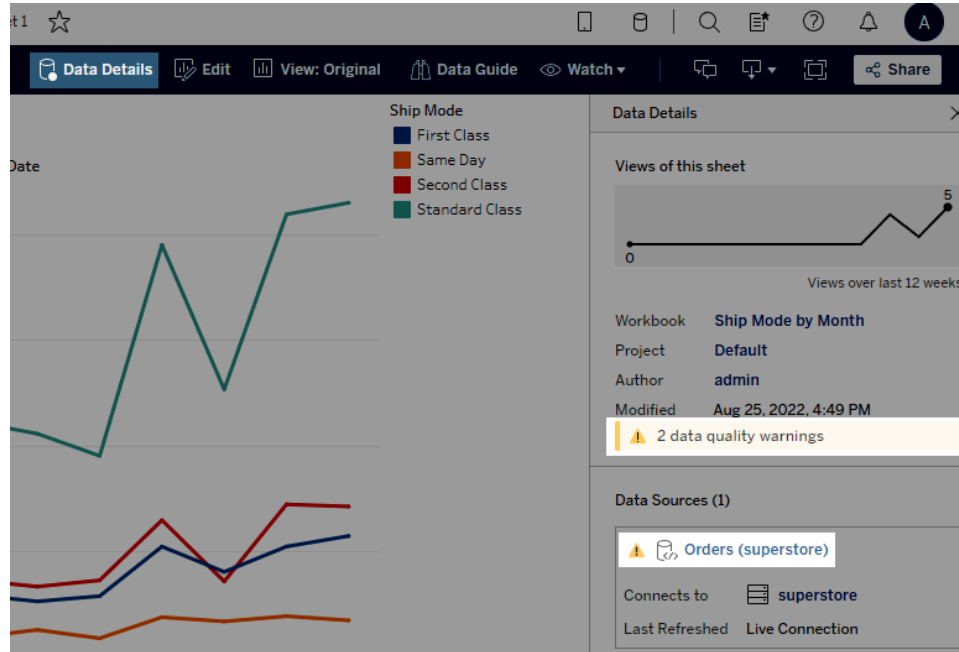 et 1
A
Data Details
Edit
View: Original
Data Guide
Watch
Share
Date
Ship Mode
First Class
Same Day
Second Class
Standard Class
Data Details
Views of this sheet
5
0
Views over last 12 weeks
Workbook Ship Mode by Month
Project Default
Author admin
Modified Aug 25, 2022, 4:49 PM
2 data quality warnings
Data Sources (1)
Orders (superstore)
Connects to superstore
Last Refreshed Live Connection